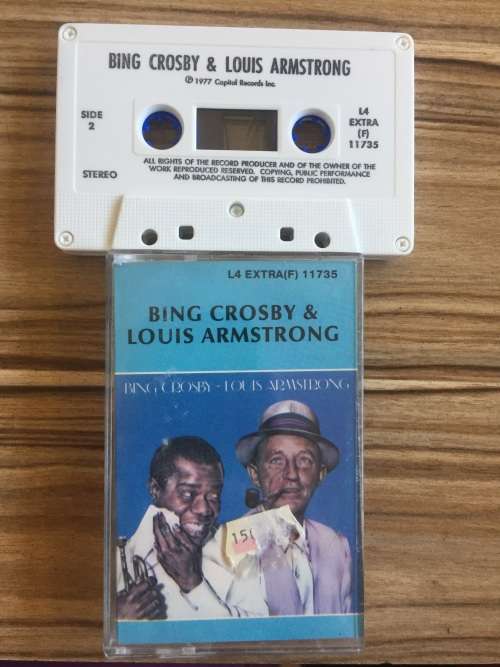 BING CROSBY & LOUIS ARMSTRONG
℗ 1977 Capitol Records Inc.
SIDE
2
L4
EXTRA
(F)
11735
STEREO
ALL RIGHTS OF THE RECORD PRODUCER AND OF THE OWNER OF THE
WORK REPRODUCED RESERVED. COPYING, PUBLIC PERFORMANCE
AND BROADCASTING OF THIS RECORD PROHIBITED.
L4 EXTRA(F) 11735
BING CROSBY &
LOUIS ARMSTRONG
BING CROSBY - LOUIS ARMSTRONG